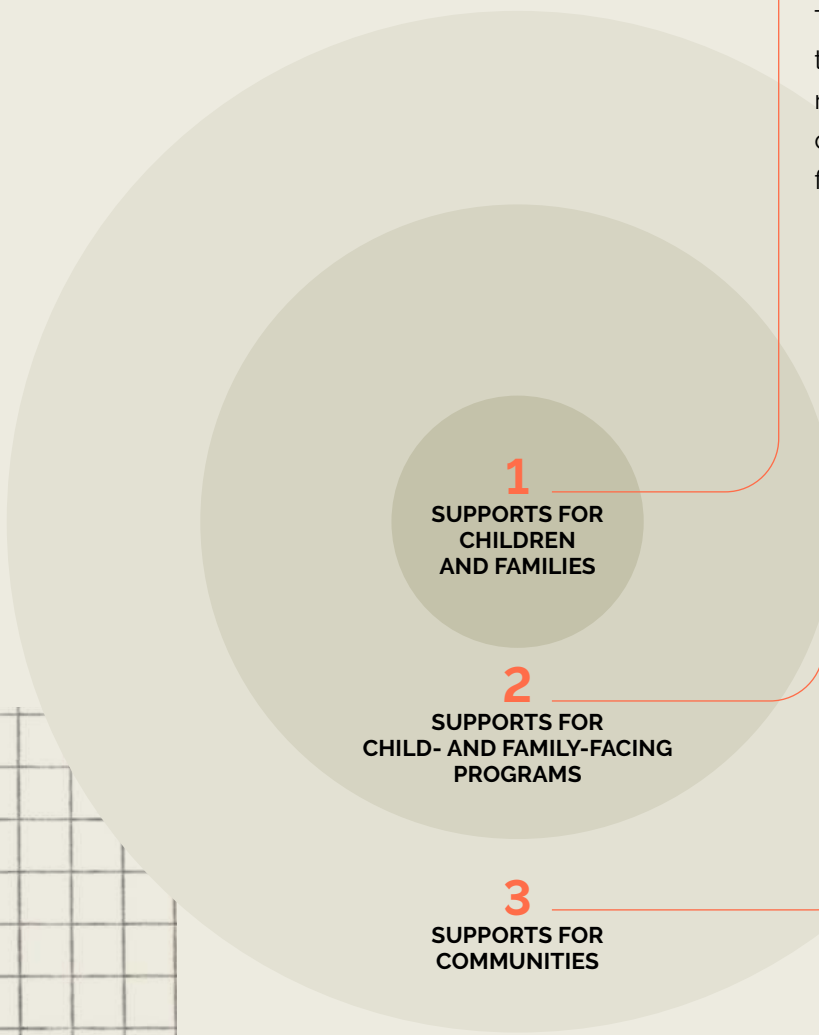 1
SUPPORTS FOR
CHILDREN
AND FAMILIES
2
SUPPORTS FOR
CHILD- AND FAMILY-FACING
PROGRAMS
3
SUPPORTS FOR
COMMUNITIES